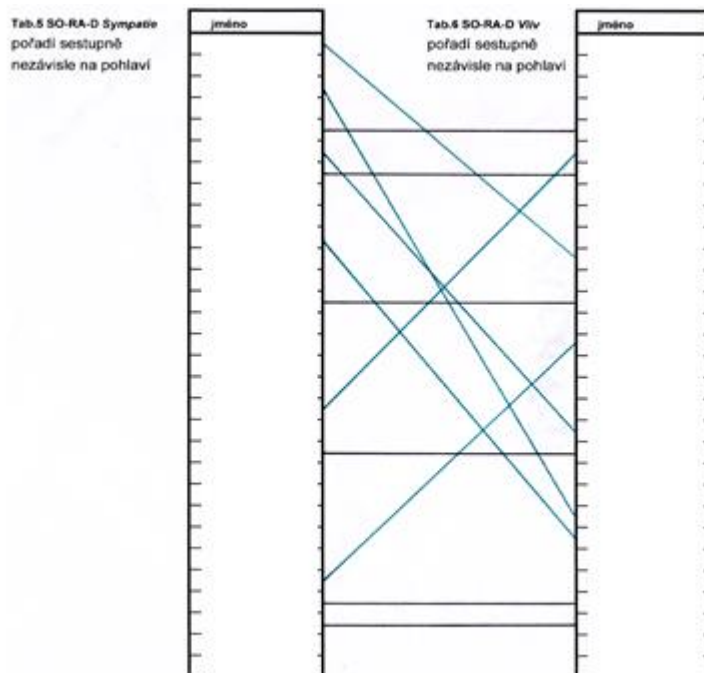 Tab.5 SO-RA-D Sympatie
pořadí sestupně
nezávisle na pohlaví
jméno
Tab.6 SO-RA-D Vliv
pořadí sestupně
nezávisle na pohlaví
jméno